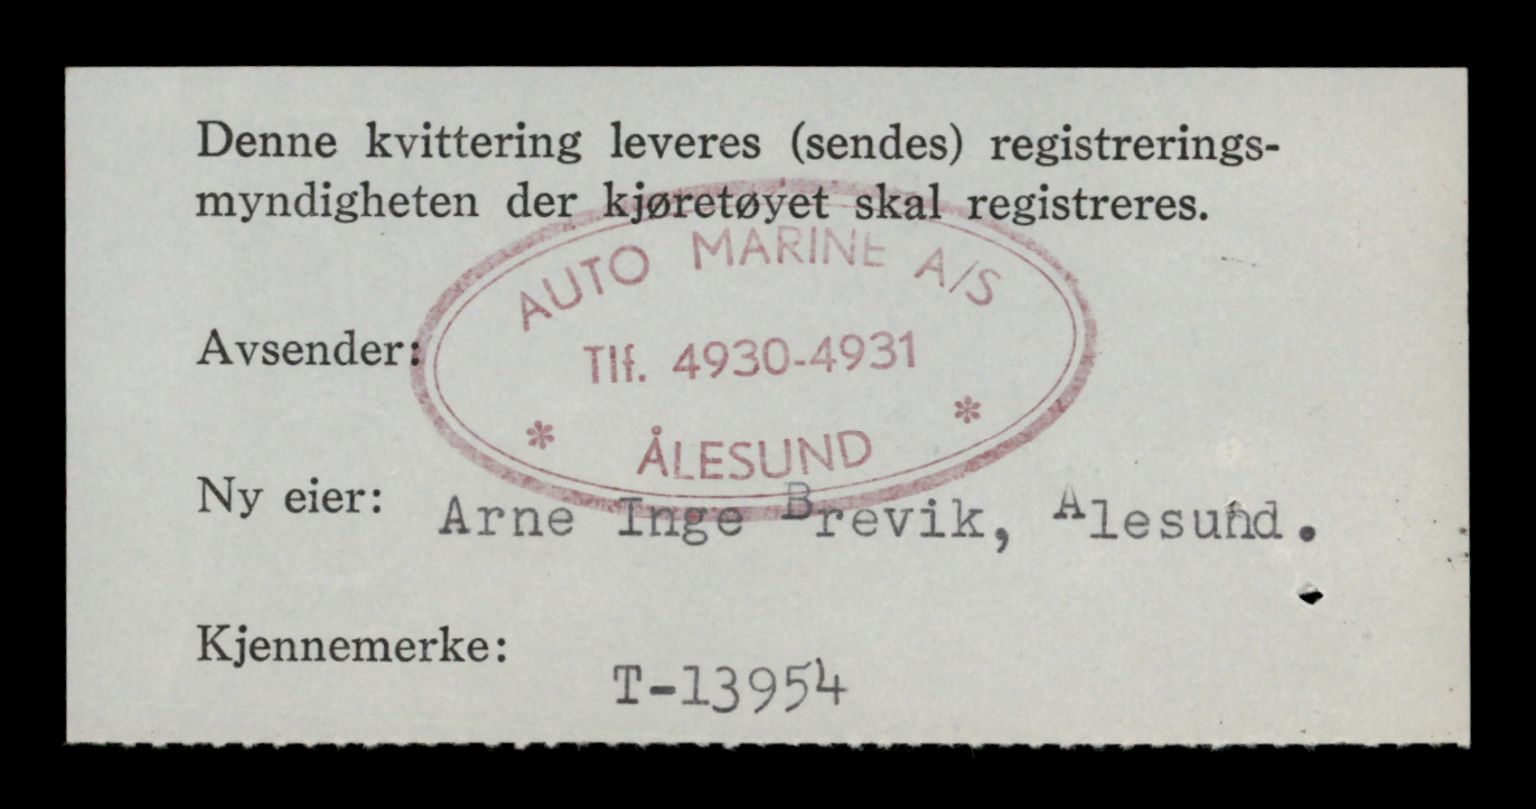 Denne kvittering leveres (sendes) registrerings-
myndigheten der kjøretøyet skal registreres.
AUTO MARINE A/S
Avsender:
Tlf. 4930-4931
* ÅLESUND *
Ny eier: Arne Inge Brevik, Alesund.
Kjennemerke:
T-13954